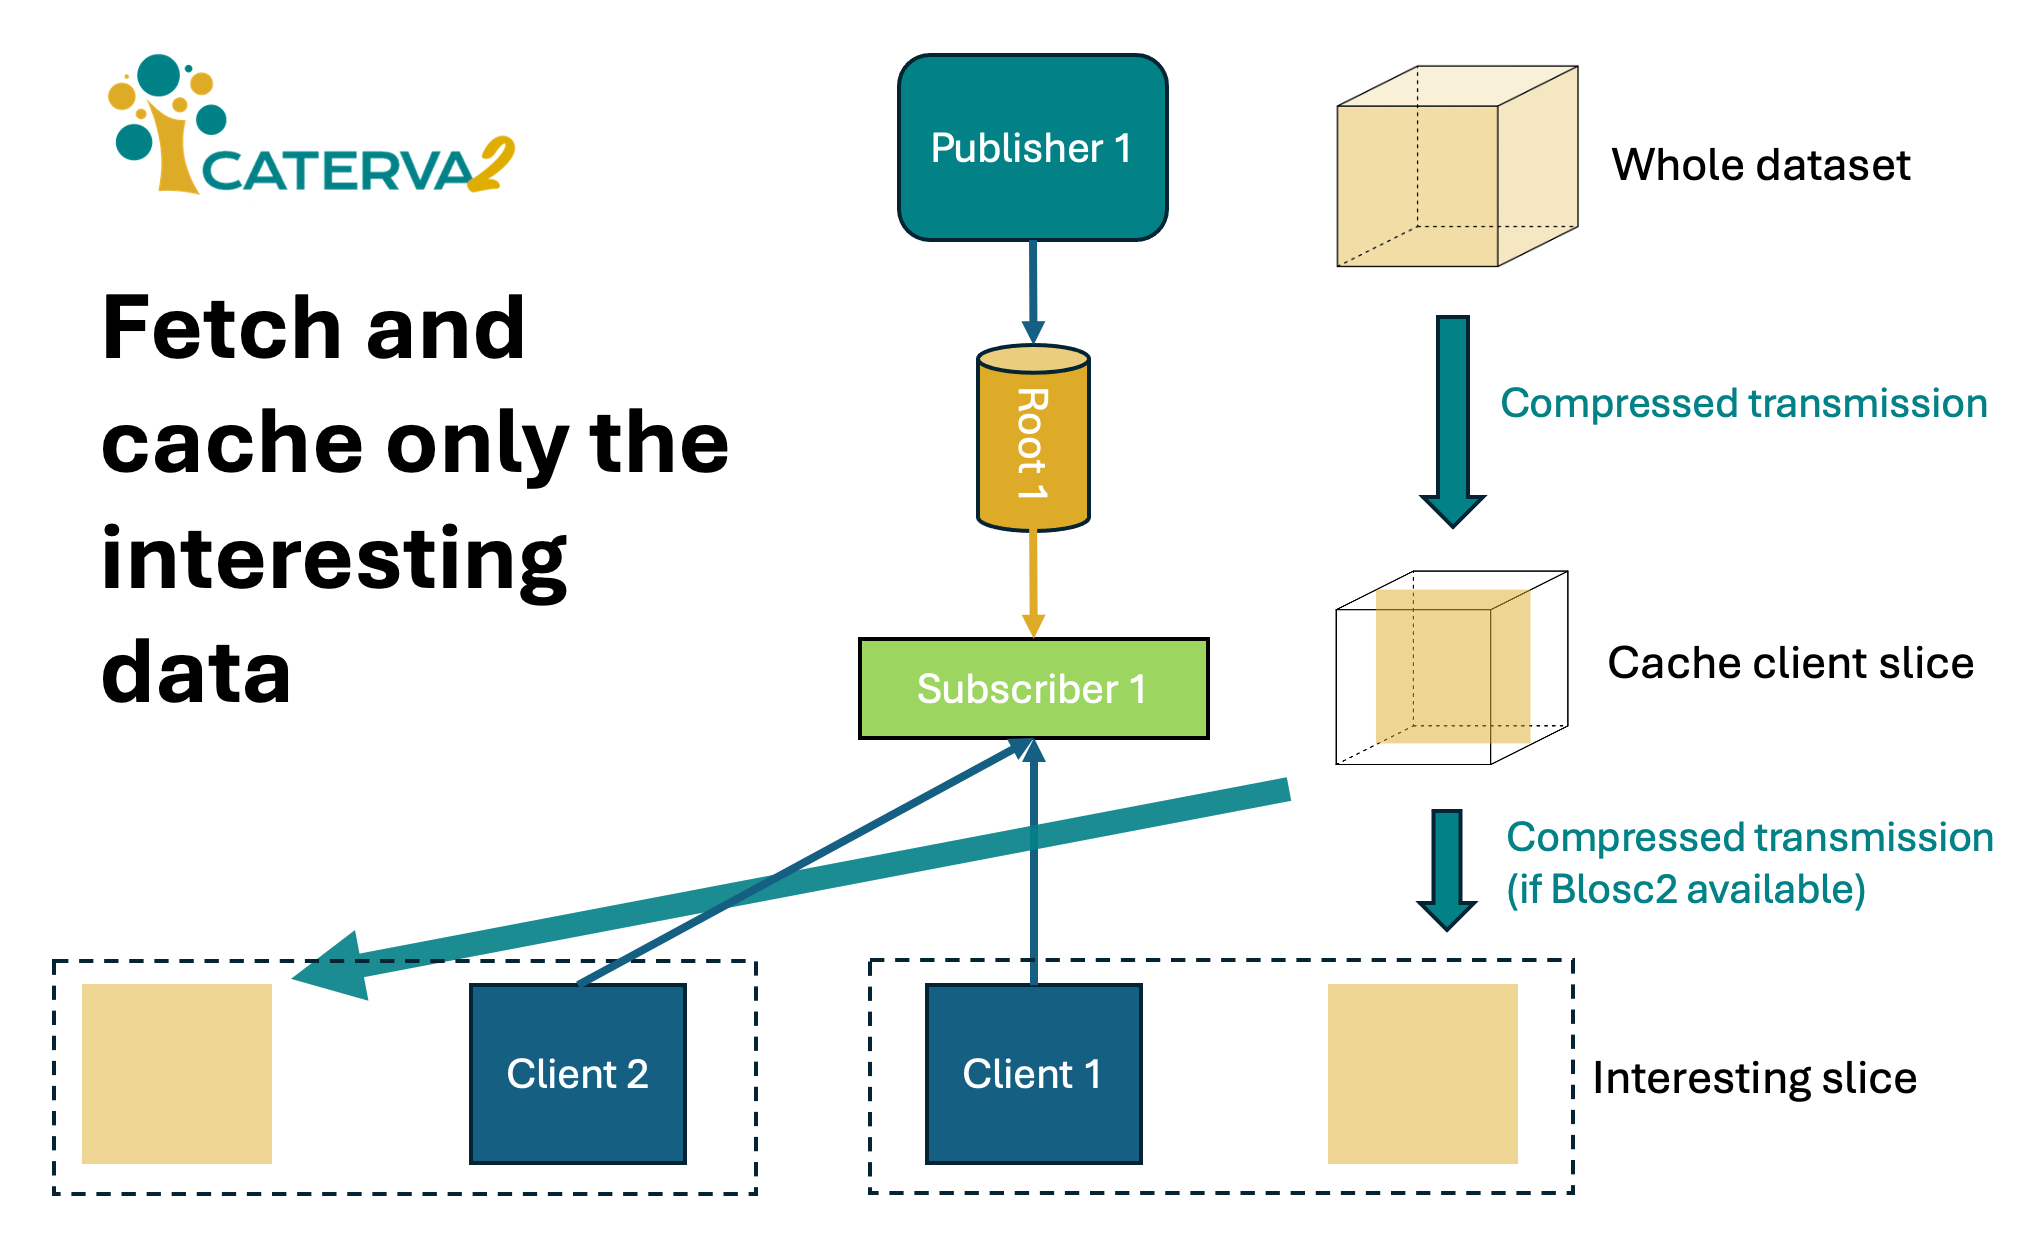 CATERVA2
Fetch and
cache only the
interesting
data
Publisher 1
Whole dataset
Root 1
Compressed transmission
Subscriber 1
Cache client slice
Compressed transmission
(if Blosc2 available)
Client 2
Client 1
Interesting slice